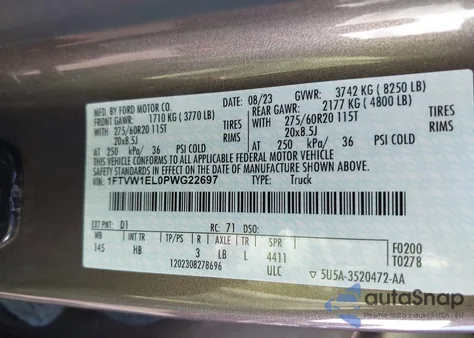 MFD. BY FORD MOTOR CO.
DATE: 08/23 GVWR: 3742 KG ( 8250 LB)
FRONT GAWR: 1710 KG ( 3770 LB) REAR GAWR: 2177 KG ( 4800 LB)
WITH 275/60R20 115T TIRES WITH 275/60R20 115T TIRES
20x8.5J RIMS 20x8.5J RIMS
AT 250 kPa/ 36 PSI COLD AT 250 kPa/ 36 PSI COLD
THIS VEHICLE CONFORMS TO ALL APPLICABLE FEDERAL MOTOR VEHICLE
SAFETY STANDARDS IN EFFECT ON THE DATE OF MANUFACTURE SHOWN ABOVE.
VIN: 1FTVW1EL0PWG22697 TYPE: Truck
EXT PNT: D1 RC: 71 DSO:
WB INT TR TP/PS R AXLE TR SPR F0200
145 HB 3 LB L 4411 T0278
ULC
1202308278696 5U5A-3520472-AA
autoSnap